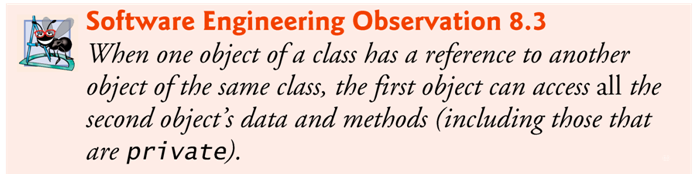 Software Engineering Observation 8.3
When one object of a class has a reference to another
object of the same class, the first object can access all the
second object's data and methods (including those that
are private).